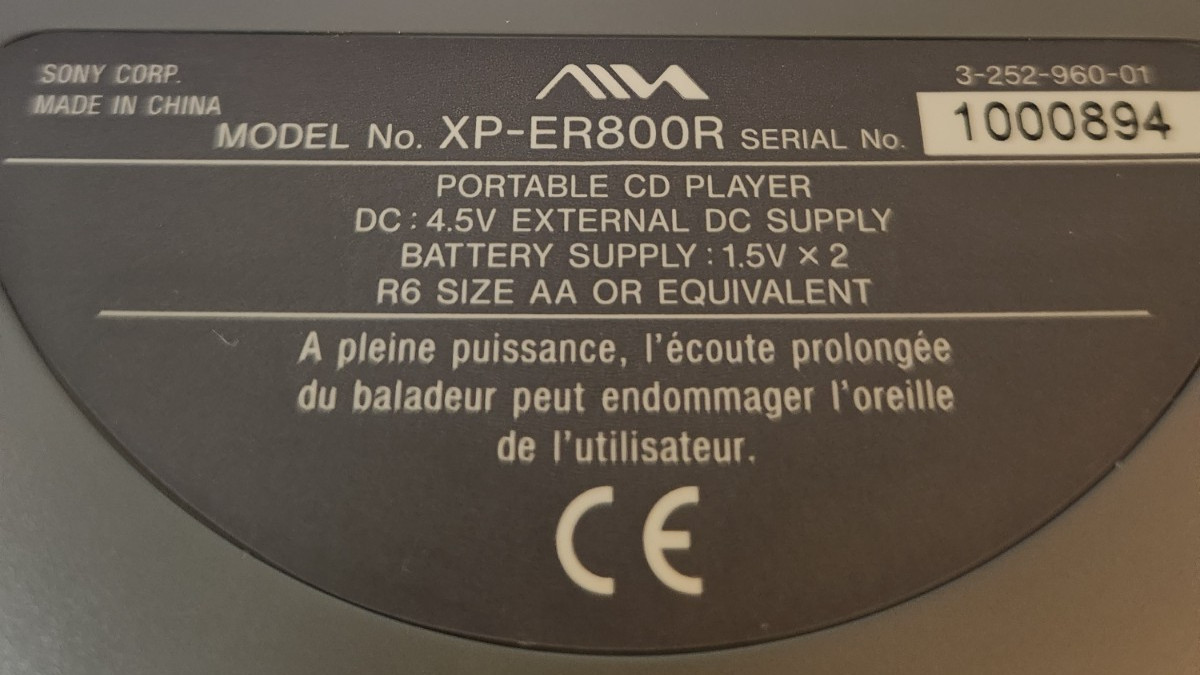 SONY CORP.
MADE IN CHINA
3-252-960-01
MODEL No. XP-ER800R SERIAL No. 1000894
PORTABLE CD PLAYER
DC : 4.5V EXTERNAL DC SUPPLY
BATTERY SUPPLY : 1.5V × 2
R6 SIZE AA OR EQUIVALENT
A pleine puissance, l'écoute prolongée
du baladeur peut endommager l'oreille
de l'utilisateur.
CE